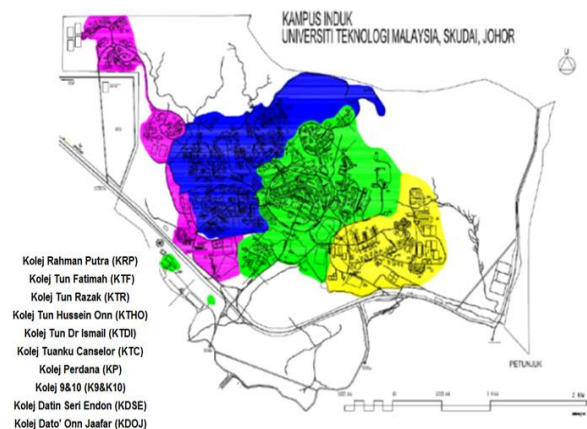 KAMPUS INDUK
UNIVERSITI TEKNOLOGI MALAYSIA, SKUDAI, JOHOR
U
Kolej Rahman Putra (KRP)
Kolej Tun Fatimah (KTF)
Kolej Tun Razak (KTR)
Kolej Tun Hussein Onn (KTHO)
Kolej Tun Dr Ismail (KTDI)
Kolej Tuanku Canselor (KTC)
Kolej Perdana (KP)
Kolej 9&10 (K9&K10)
Kolej Datin Seri Endon (KDSE)
Kolej Dato' Onn Jaafar (KDOJ)
PETUNJUK